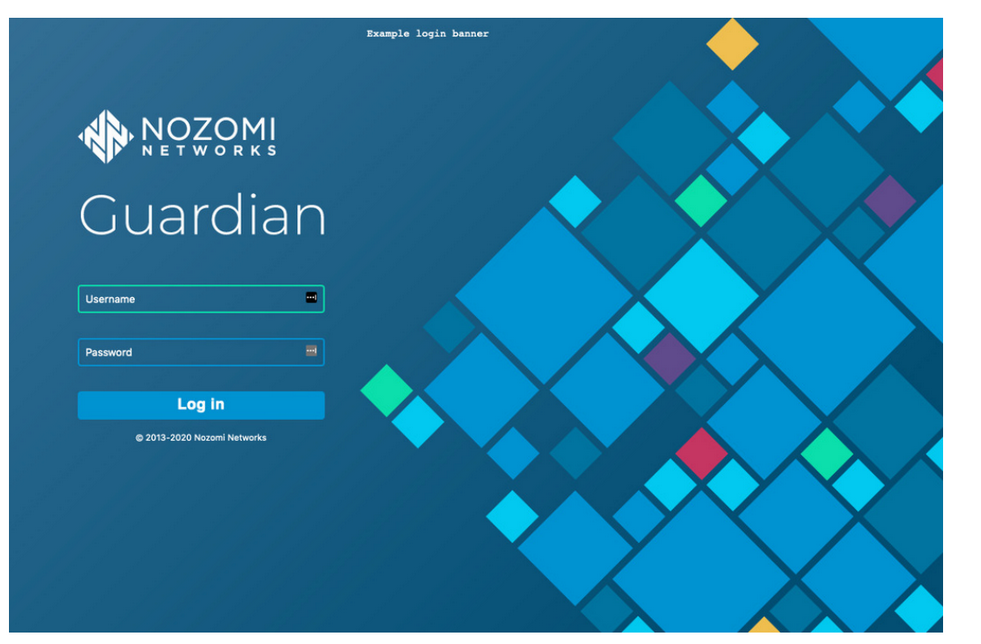 Example login banner
NOZOMI
NETWORKS
Guardian
Username
Password
Log in
© 2013-2020 Nozomi Networks